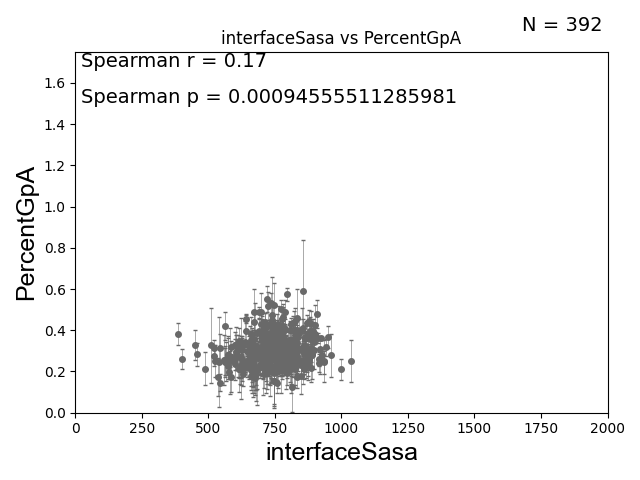 N = 392
interfaceSasa vs PercentGpA
Spearman r = 0.17
Spearman p = 0.00094555511285981
PercentGpA
1.6
1.4
1.2
1.0
0.8
0.6
0.4
0.2
0.0
0 250 500 750 1000 1250 1500 1750 2000
interfaceSasa